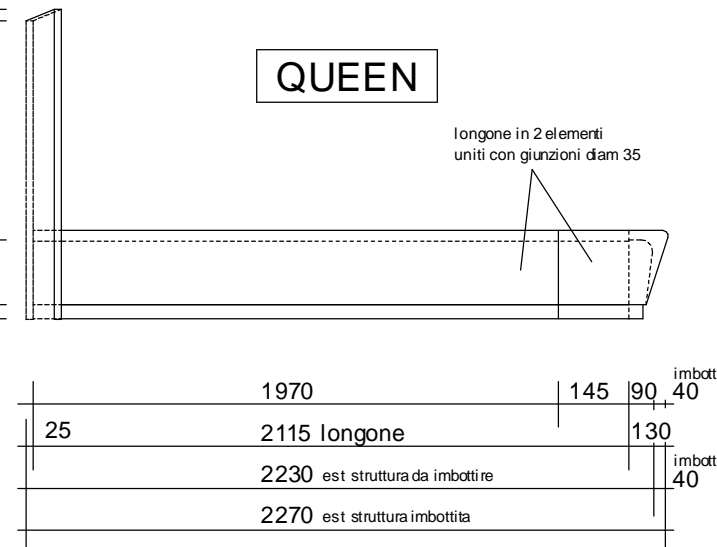 QUEEN
longone in 2 elementi
uniti con giunzioni diam 35
imbott
1970 145 90 40
25 2115 longone 130
imbott
2230 est struttura da imbottire 40
2270 est struttura imbottita